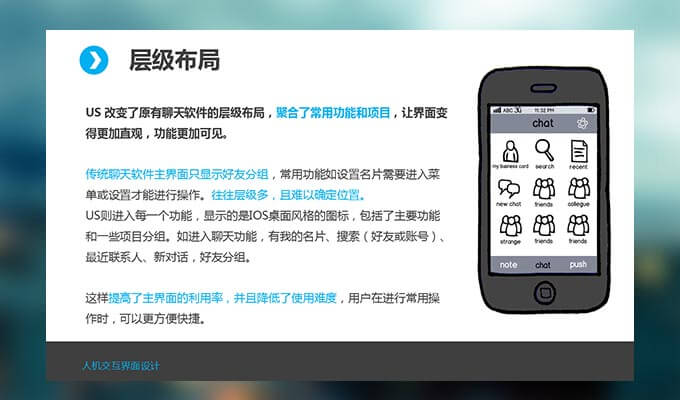 层级布局
US 改变了原有聊天软件的层级布局，聚合了常用功能和项目，让界面变
得更加直观，功能更加可见。
传统聊天软件主界面只显示好友分组，常用功能如设置名片需要进入菜
单或设置才能进行操作。往往层级多，且难以确定位置。
US则进入每一个功能，显示的是IOS桌面风格的图标，包括了主要功能
和一些项目分组。如进入聊天功能，有我的名片、搜索（好友或账号）、
最近联系人、新对话，好友分组。
这样提高了主界面的利用率，并且降低了使用难度，用户在进行常用操
作时，可以更方便快捷。
人机交互界面设计
ABC 3G 11:32 PM
chat
my business card search recent
new chat friends collegue
strange friends friends
note chat push